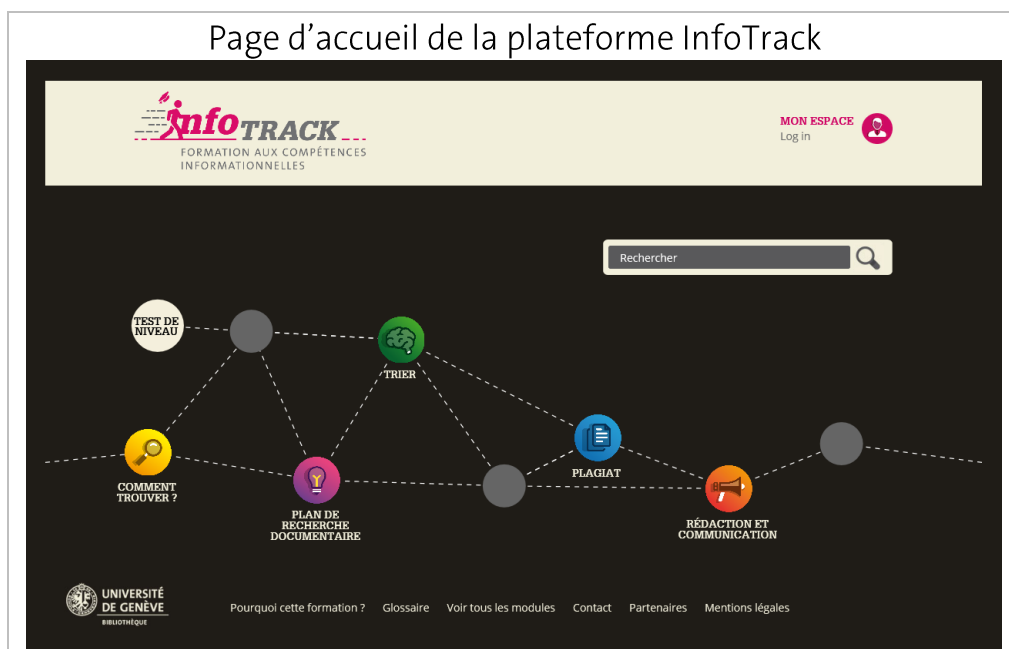 Page d’accueil de la plateforme InfoTrack
infoTRACK
FORMATION AUX COMPÉTENCES
INFORMATIONNELLES
MON ESPACE
Log in
Rechercher
TEST DE
NIVEAU
TRIER
COMMENT
TROUVER ?
PLAN DE
RECHERCHE
DOCUMENTAIRE
PLAGIAT
RÉDACTION ET
COMMUNICATION
UNIVERSITÉ
DE GENÈVE
BIBLIOTHÈQUE
Pourquoi cette formation ? Glossaire Voir tous les modules Contact Partenaires Mentions légales